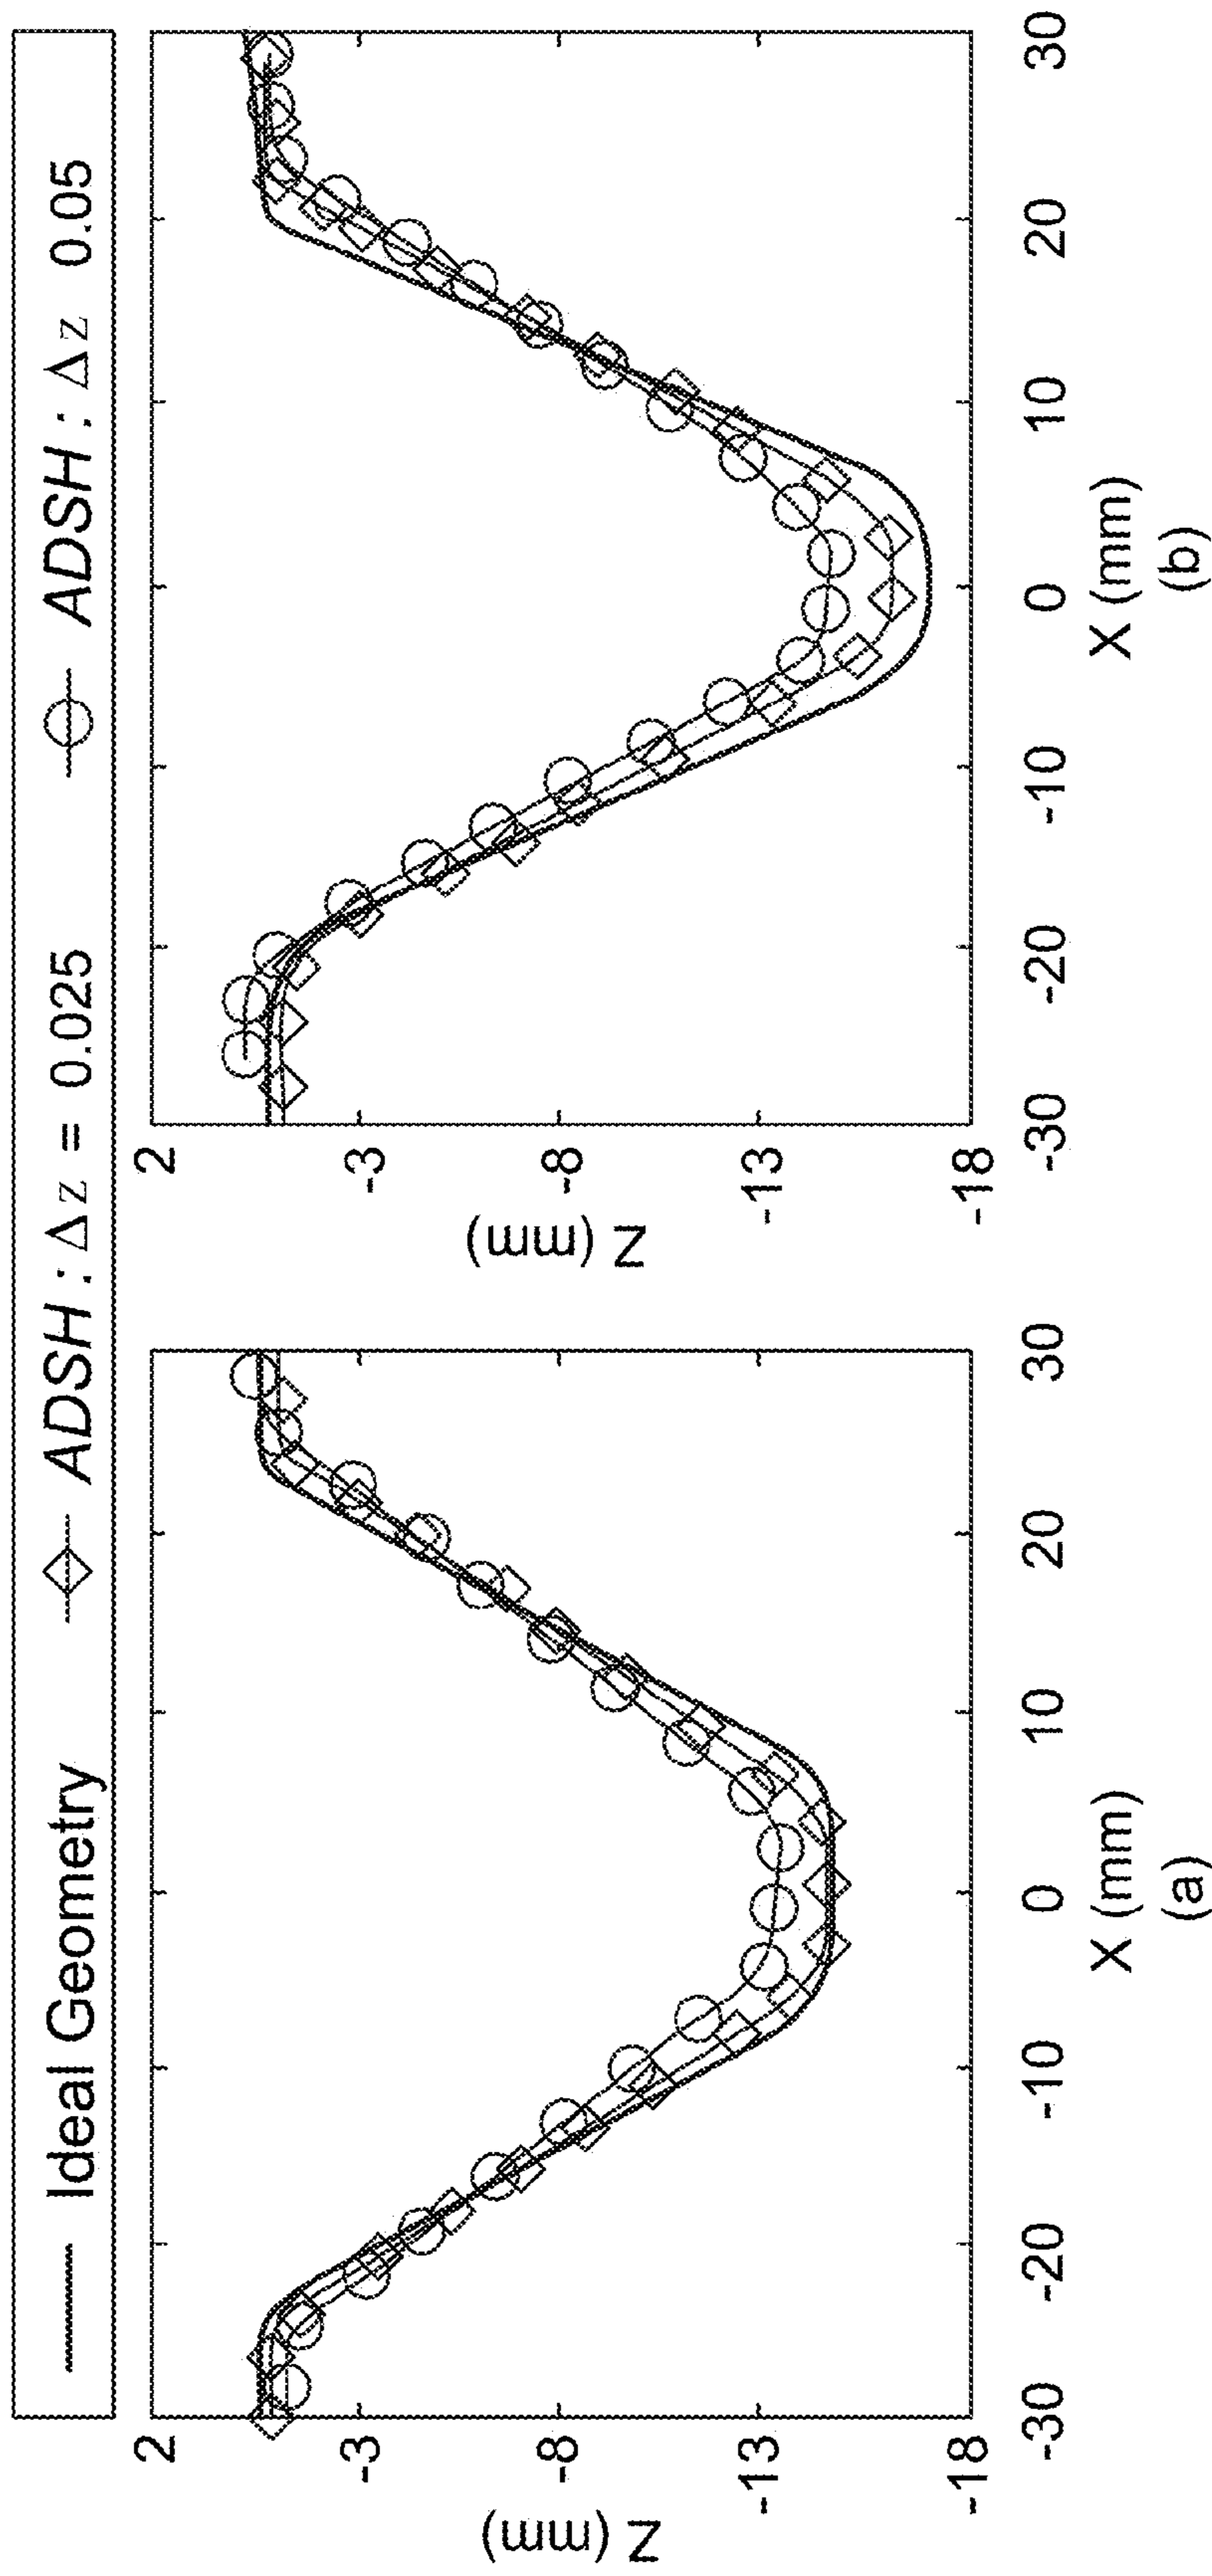 Ideal Geometry ADSH : Δz = 0.025 ADSH : Δz 0.05
2
-3
-8
-13
-18
Z (mm)
-30 -20 -10 0 10 20 30
X (mm)
(a)
2
-3
-8
-13
-18
Z (mm)
-30 -20 -10 0 10 20 30
X (mm)
(b)